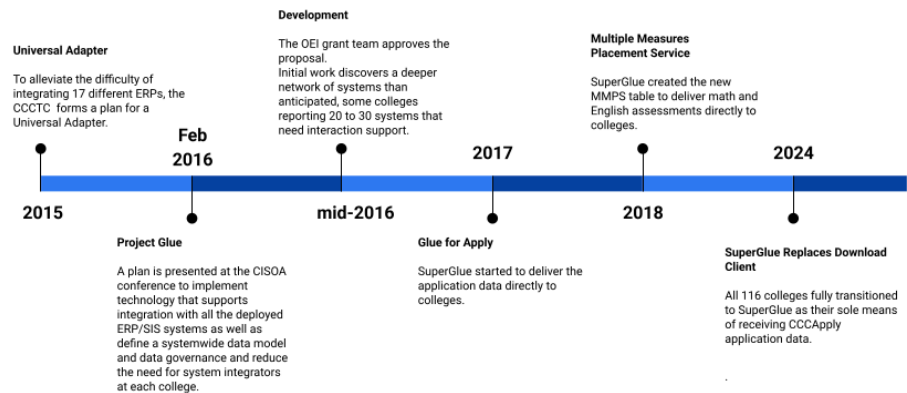 Universal Adapter
To alleviate the difficulty of
integrating 17 different ERPs, the
CCCTC  forms a plan for a
Universal Adapter.
2015
Feb
2016
Project Glue
A plan is presented at the CISOA
conference to implement
technology that supports
integration with all the deployed
ERP/SIS systems as well as
define a systemwide data model
and data governance and reduce
the need for system integrators
at each college.
Development
The OEI grant team approves the
proposal.
Initial work discovers a deeper
network of systems than
anticipated, some colleges
reporting 20 to 30 systems that
need interaction support.
mid-2016
2017
Glue for Apply
SuperGlue started to deliver the
application data directly to
colleges.
Multiple Measures
Placement Service
SuperGlue created the new
MMPS table to deliver math and
English assessments directly to
colleges.
2018
2024
SuperGlue Replaces Download
Client
All 116 colleges fully transitioned
to SuperGlue as their sole means
of receiving CCCApply
application data.
.